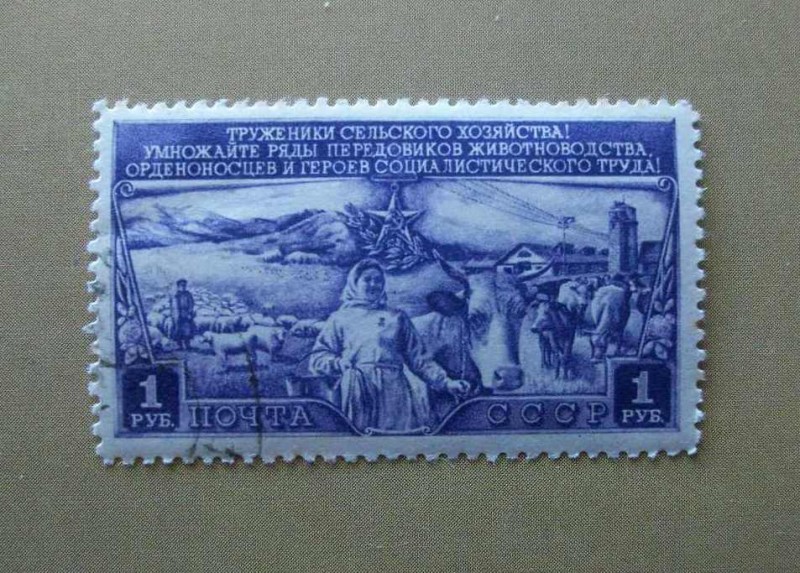 ТРУЖЕНИКИ СЕЛЬСКОГО ХОЗЯЙСТВА!
УМНОЖАЙТЕ РЯДЫ ПЕРЕДОВИКОВ ЖИВОТНОВОДСТВА,
ОРДЕНОНОСЦЕВ И ГЕРОЕВ СОЦИАЛИСТИЧЕСКОГО ТРУДА!
1 РУБ.
ПОЧТА СССР
1 РУБ.